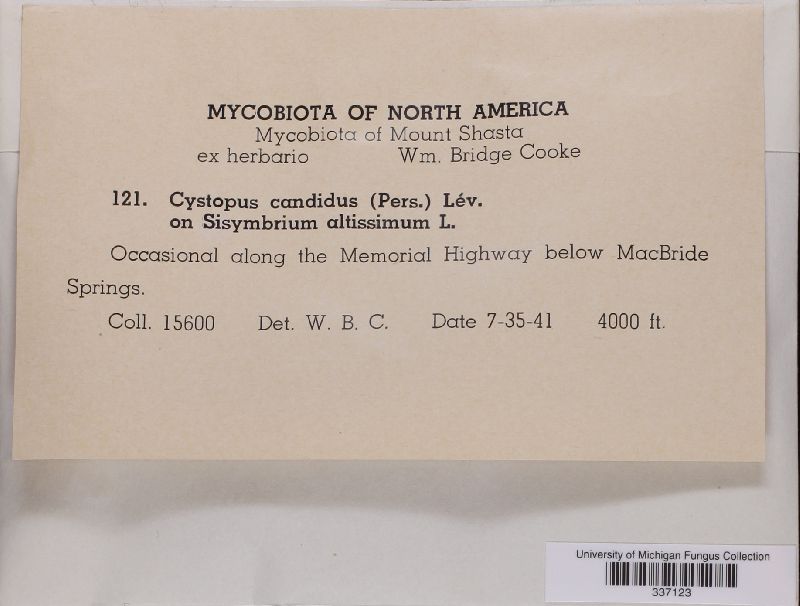 MYCOBIOTA OF NORTH AMERICA
Mycobiota of Mount Shasta
ex herbario Wm. Bridge Cooke
121. Cystopus candidus (Pers.) Lév.
on Sisymbrium altissimum L.
Occasional along the Memorial Highway below MacBride
Springs.
Coll. 15600 Det. W. B. C. Date 7-35-41 4000 ft.
University of Michigan Fungus Collection
337123